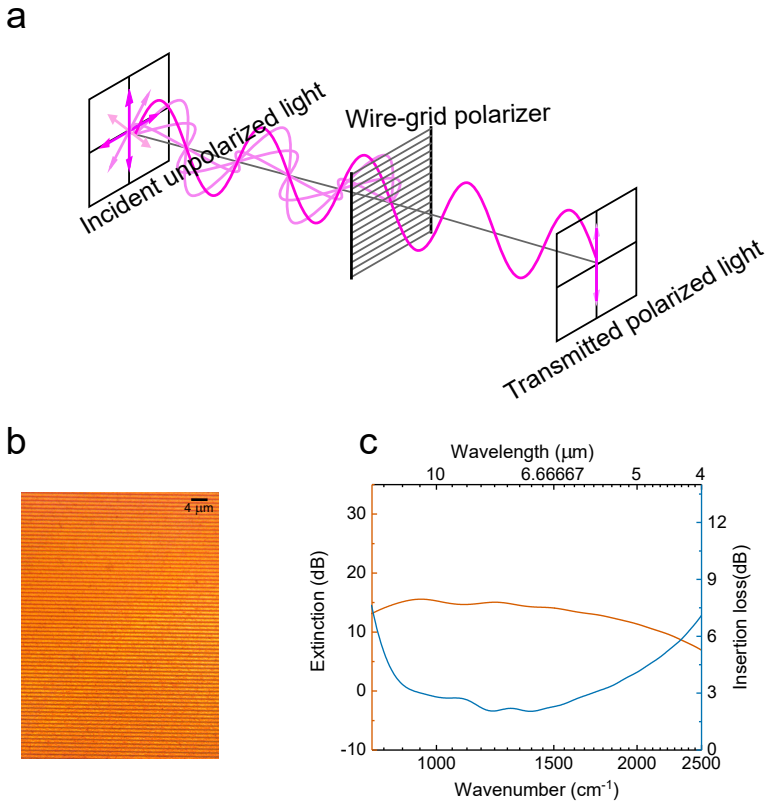 a
Incident unpolarized light
Wire-grid polarizer
Transmitted polarized light
b
4 μm
c
Wavelength (μm)
10 6.66667 5 4
Extinction (dB)
30
20
10
0
-10
Insertion loss(dB)
12
9
6
3
0
1000 1500 2000 2500
Wavenumber (cm⁻¹)